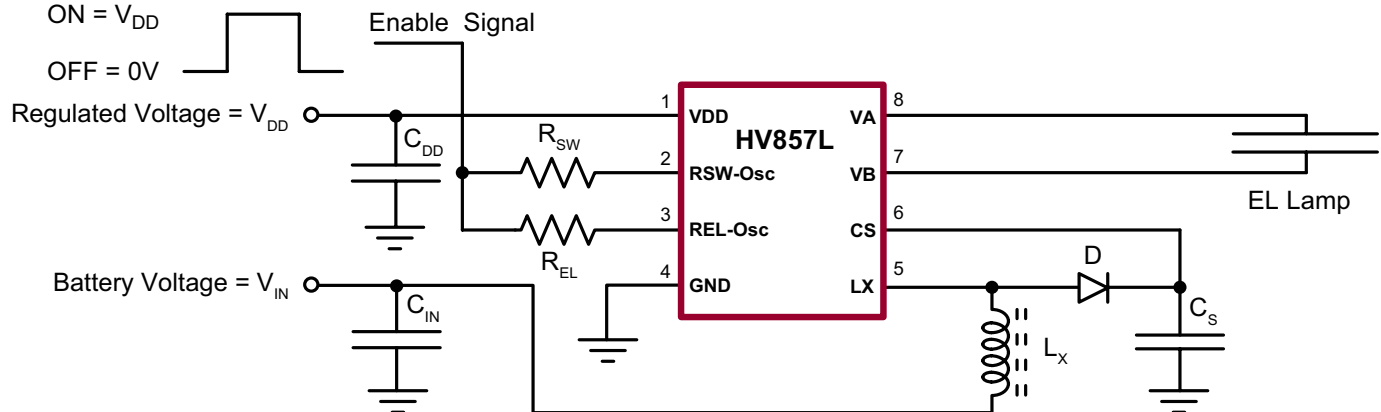 ON = VDD
Enable Signal
OFF = 0V
Regulated Voltage = VDD
CDD
RSW
REL
1
2
3
4
VDD
RSW-Osc
REL-Osc
GND
HV857L
VA
VB
CS
LX
8
7
6
5
EL Lamp
D
CS
LX
Battery Voltage = VIN
CIN